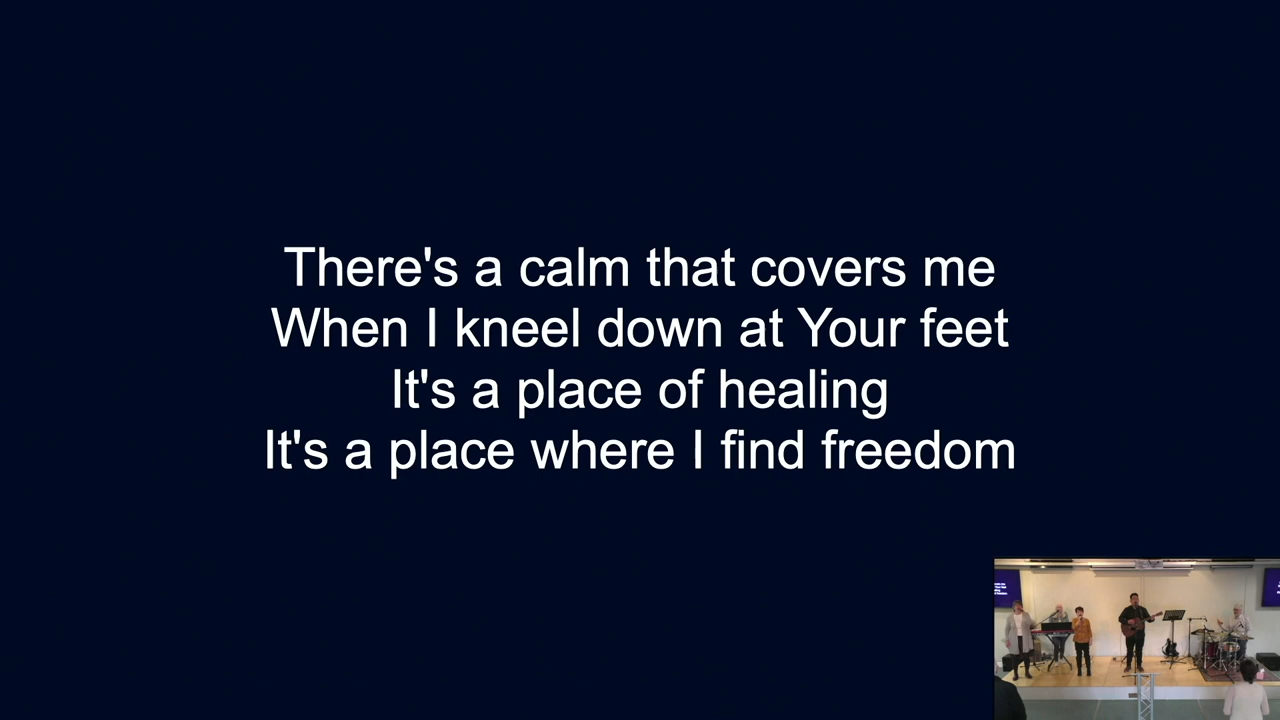 There's a calm that covers me
When I kneel down at Your feet
It's a place of healing
It's a place where I find freedom